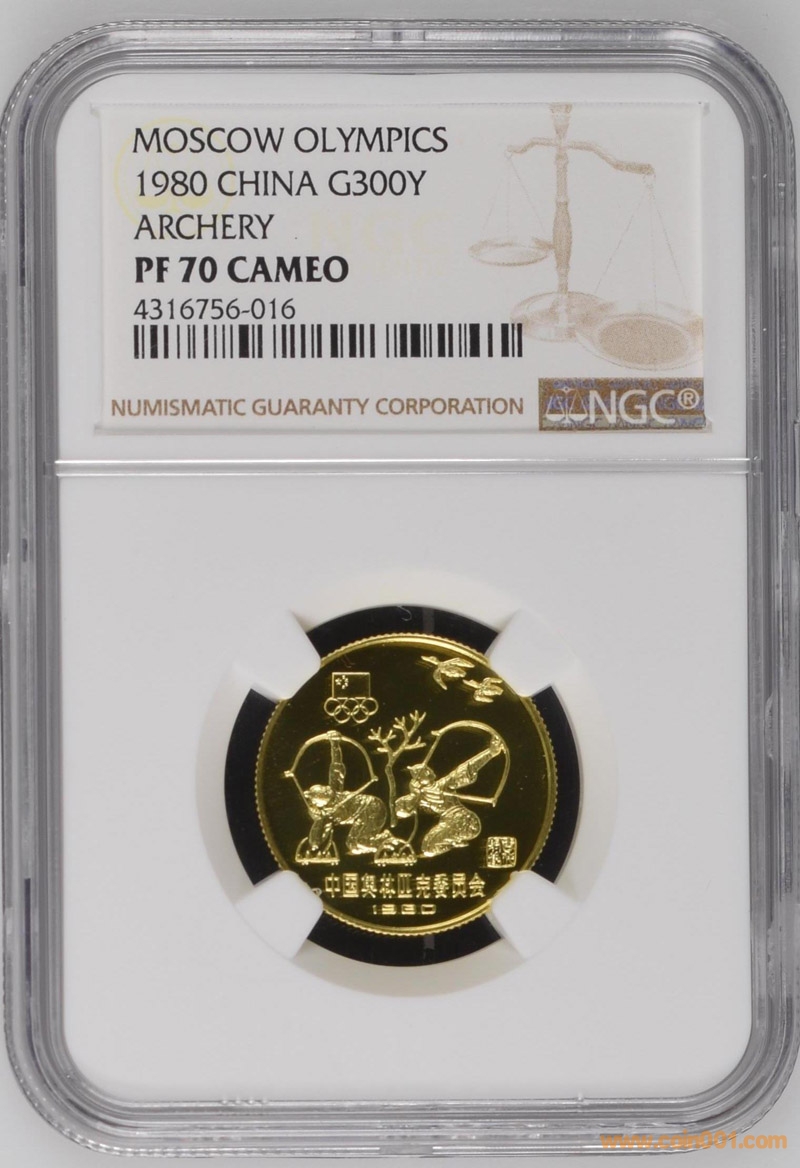 MOSCOW OLYMPICS
1980 CHINA G300Y
ARCHERY
PF 70 CAMEO
4316756-016
NUMISMATIC GUARANTY CORPORATION
NGC®
中国奥林匹克委员会
1980
www.coin001.com